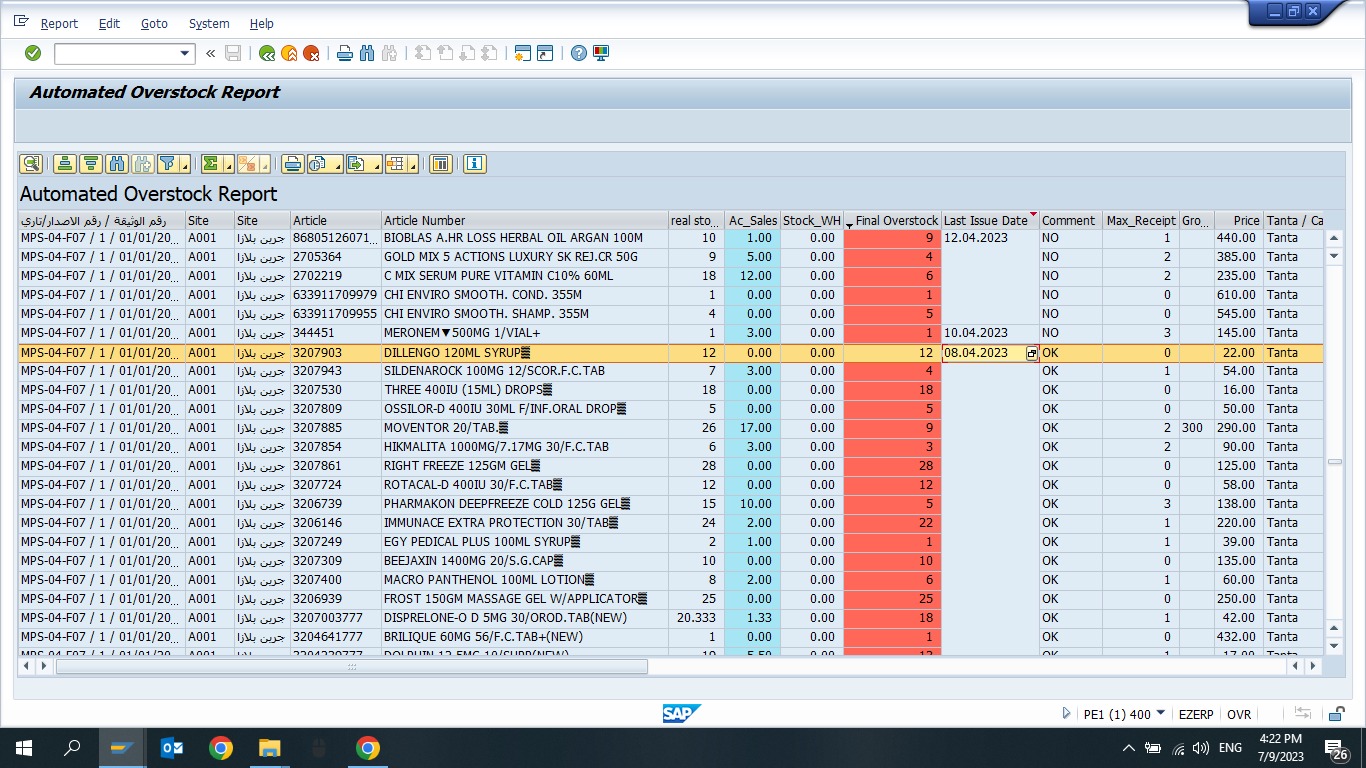 Report Edit Goto System Help
Automated Overstock Report
Automated Overstock Report
رقم الوثيقة / رقم الاصدار/تاري Site Site Article Article Number real sto... Ac_Sales Stock_WH Final Overstock Last Issue Date Comment Max_Receipt Gro... Price Tanta / Ca
MPS-04-F07 / 1 / 01/01/20... A001 جرين بلازا 86805126071... BIOBLAS A.HR LOSS HERBAL OIL ARGAN 100M 10 1.00 0.00 9 12.04.2023 NO 1 440.00 Tanta
MPS-04-F07 / 1 / 01/01/20... A001 جرين بلازا 2705364 GOLD MIX 5 ACTIONS LUXURY SK REJ.CR 50G 9 5.00 0.00 4 NO 2 385.00 Tanta
MPS-04-F07 / 1 / 01/01/20... A001 جرين بلازا 2702219 C MIX SERUM PURE VITAMIN C10% 60ML 18 12.00 0.00 6 NO 2 235.00 Tanta
MPS-04-F07 / 1 / 01/01/20... A001 جرين بلازا 633911709979 CHI ENVIRO SMOOTH. COND. 355M 1 0.00 0.00 1 NO 0 610.00 Tanta
MPS-04-F07 / 1 / 01/01/20... A001 جرين بلازا 633911709955 CHI ENVIRO SMOOTH. SHAMP. 355M 4 0.00 0.00 5 NO 0 545.00 Tanta
MPS-04-F07 / 1 / 01/01/20... A001 جرين بلازا 344451 MERONEM▼500MG 1/VIAL+ 1 3.00 0.00 1 10.04.2023 NO 3 145.00 Tanta
MPS-04-F07 / 1 / 01/01/20... A001 جرين بلازا 3207903 DILLENGO 120ML SYRUP▓ 12 0.00 0.00 12 08.04.2023 OK 0 22.00 Tanta
MPS-04-F07 / 1 / 01/01/20... A001 جرين بلازا 3207943 SILDENAROCK 100MG 12/SCOR.F.C.TAB 7 3.00 0.00 4 OK 1 54.00 Tanta
MPS-04-F07 / 1 / 01/01/20... A001 جرين بلازا 3207530 THREE 400IU (15ML) DROPS▓ 18 0.00 0.00 18 OK 0 16.00 Tanta
MPS-04-F07 / 1 / 01/01/20... A001 جرين بلازا 3207809 OSSILOR-D 400IU 30ML F/INF.ORAL DROP▓ 5 0.00 0.00 5 OK 0 50.00 Tanta
MPS-04-F07 / 1 / 01/01/20... A001 جرين بلازا 3207885 MOVENTOR 20/TAB.▓ 26 17.00 0.00 9 OK 2 300 290.00 Tanta
MPS-04-F07 / 1 / 01/01/20... A001 جرين بلازا 3207854 HIKMALITA 1000MG/7.17MG 30/F.C.TAB 6 3.00 0.00 3 OK 2 90.00 Tanta
MPS-04-F07 / 1 / 01/01/20... A001 جرين بلازا 3207861 RIGHT FREEZE 125GM GEL▓ 28 0.00 0.00 28 OK 0 125.00 Tanta
MPS-04-F07 / 1 / 01/01/20... A001 جرين بلازا 3207724 ROTACAL-D 400IU 30/F.C.TAB▓ 12 0.00 0.00 12 OK 0 58.00 Tanta
MPS-04-F07 / 1 / 01/01/20... A001 جرين بلازا 3206739 PHARMAKON DEEPFREEZE COLD 125G GEL▓ 15 10.00 0.00 5 OK 3 138.00 Tanta
MPS-04-F07 / 1 / 01/01/20... A001 جرين بلازا 3206146 IMMUNACE EXTRA PROTECTION 30/TAB▓ 24 2.00 0.00 22 OK 1 220.00 Tanta
MPS-04-F07 / 1 / 01/01/20... A001 جرين بلازا 3207249 EGY PEDICAL PLUS 100ML SYRUP▓ 2 1.00 0.00 1 OK 1 39.00 Tanta
MPS-04-F07 / 1 / 01/01/20... A001 جرين بلازا 3207309 BEEJAXIN 1400MG 20/S.G.CAP▓ 10 0.00 0.00 10 OK 0 135.00 Tanta
MPS-04-F07 / 1 / 01/01/20... A001 جرين بلازا 3207400 MACRO PANTHENOL 100ML LOTION▓ 8 2.00 0.00 6 OK 1 60.00 Tanta
MPS-04-F07 / 1 / 01/01/20... A001 جرين بلازا 3206939 FROST 150GM MASSAGE GEL W/APPLICATOR▓ 25 0.00 0.00 25 OK 0 250.00 Tanta
MPS-04-F07 / 1 / 01/01/20... A001 جرين بلازا 3207003777 DISPRELONE-O D 5MG 30/OROD.TAB(NEW) 20.333 1.33 0.00 18 OK 1 42.00 Tanta
MPS-04-F07 / 1 / 01/01/20... A001 جرين بلازا 3204641777 BRILIQUE 60MG 56/F.C.TAB+(NEW) 1 0.00 0.00 1 OK 0 432.00 Tanta
SAP PE1 (1) 400 EZERP OVR
ENG 4:22 PM
7/9/2023 26